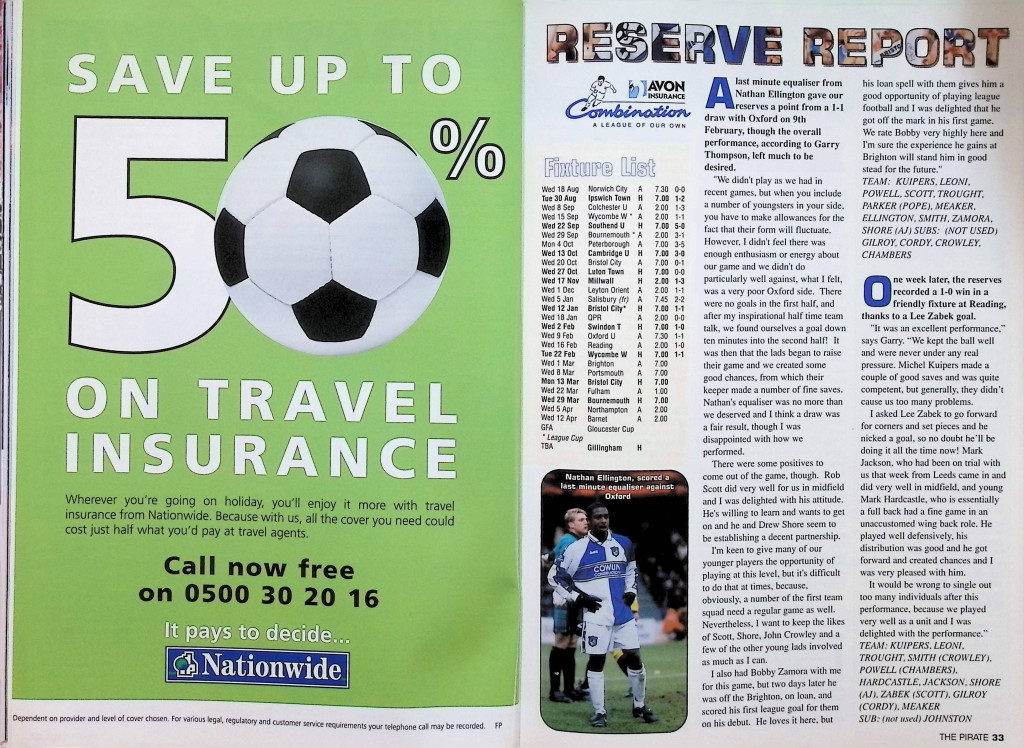 SAVE UP TO
50%
ON TRAVEL
INSURANCE
Wherever you're going on holiday, you'll enjoy it more with travel
insurance from Nationwide. Because with us, all the cover you need could
cost just half what you'd pay at travel agents.
Call now free
on 0500 30 20 16
It pays to decide...
Nationwide
Dependent on provider and level of cover chosen. For various legal, regulatory and customer service requirements your telephone call may be recorded. FP
RESERVE REPORT
AVON
INSURANCE
Combination
A LEAGUE OF OUR OWN
Fixture List
Wed 18 Aug Norwich City A 7.30 0-0
Tue 30 Aug Ipswich Town H 7.00 1-2
Wed 8 Sep Colchester U A 2.00 1-3
Wed 15 Sep Wycombe W * A 2.00 1-1
Wed 22 Sep Southend U H 7.00 5-0
Wed 29 Sep Bournemouth * A 2.00 3-1
Mon 4 Oct Peterborough A 7.00 3-5
Wed 13 Oct Cambridge U H 7.00 3-0
Wed 20 Oct Bristol City A 7.00 0-1
Wed 27 Oct Luton Town H 7.00 0-0
Wed 17 Nov Millwall H 2.00 1-3
Wed 1 Dec Leyton Orient A 2.00 1-1
Wed 5 Jan Salisbury (fr) A 7.45 2-2
Wed 12 Jan Bristol City* H 7.00 1-1
Wed 18 Jan QPR A 2.00 0-0
Wed 2 Feb Swindon T H 7.00 1-0
Wed 9 Feb Oxford U A 7.30 1-1
Wed 16 Feb Reading A 2.00 1-0
Tue 22 Feb Wycombe W H 7.00 1-1
Wed 1 Mar Brighton A 7.00
Wed 8 Mar Portsmouth A 7.00
Mon 13 Mar Bristol City H 7.00
Wed 22 Mar Fulham A 1.00
Wed 29 Mar Bournemouth H 7.00
Wed 5 Apr Northampton A 2.00
Wed 12 Apr Barnet A 2.00
GFA Gloucester Cup
* League Cup
TBA Gillingham H
Nathan Ellington, scored a
last minute equaliser against
Oxford
COWLIN
CONSTRUCTION
A last minute equaliser from
Nathan Ellington gave our
reserves a point from a 1-1
draw with Oxford on 9th
February, though the overall
performance, according to Garry
Thompson, left much to be
desired.
"We didn't play as we had in
recent games, but when you include
a number of youngsters in your side,
you have to make allowances for the
fact that their form will fluctuate.
However, I didn't feel there was
enough enthusiasm or energy about
our game and we didn't do
particularly well against, what I felt,
was a very poor Oxford side. There
were no goals in the first half, and
after my inspirational half time team
talk, we found ourselves a goal down
ten minutes into the second half! It
was then that the lads began to raise
their game and we created some
good chances, from which their
keeper made a number of fine saves.
Nathan's equaliser was no more than
we deserved and I think a draw was
a fair result, though I was
disappointed with how we
performed.
There were some positives to
come out of the game, though. Rob
Scott did very well for us in midfield
and I was delighted with his attitude.
He's willing to learn and wants to get
on and he and Drew Shore seem to
be establishing a decent partnership.
I'm keen to give many of our
younger players the opportunity of
playing at this level, but it's difficult
to do that at times, because,
obviously, a number of the first team
squad need a regular game as well.
Nevertheless, I want to keep the likes
of Scott, Shore, John Crowley and a
few of the other young lads involved
as much as I can.
I also had Bobby Zamora with me
for this game, but two days later he
was off the Brighton, on loan, and
scored his first league goal for them
on his debut. He loves it here, but
his loan spell with them gives him a
good opportunity of playing league
football and I was delighted that he
got off the mark in his first game.
We rate Bobby very highly here and
I'm sure the experience he gains at
Brighton will stand him in good
stead for the future."
TEAM: KUIPERS, LEONI,
POWELL, SCOTT, TROUGHT,
PARKER (POPE), MEAKER,
ELLINGTON, SMITH, ZAMORA,
SHORE (AJ) SUBS: (NOT USED)
GILROY, CORDY, CROWLEY,
CHAMBERS
One week later, the reserves
recorded a 1-0 win in a
friendly fixture at Reading,
thanks to a Lee Zabek goal.
"It was an excellent performance,"
says Garry. "We kept the ball well
and were never under any real
pressure. Michel Kuipers made a
couple of good saves and was quite
competent, but generally, they didn't
cause us too many problems.
I asked Lee Zabek to go forward
for corners and set pieces and he
nicked a goal, so no doubt he'll be
doing it all the time now! Mark
Jackson, who had been on trial with
us that week from Leeds came in and
did very well in midfield, and young
Mark Hardcastle, who is essentially
a full back had a fine game in an
unaccustomed wing back role. He
played well defensively, his
distribution was good and he got
forward and created chances and I
was very pleased with him.
It would be wrong to single out
too many individuals after this
performance, because we played
very well as a unit and I was
delighted with the performance."
TEAM: KUIPERS, LEONI,
TROUGHT, SMITH (CROWLEY),
POWELL (CHAMBERS),
HARDCASTLE, JACKSON, SHORE
(AJ), ZABEK (SCOTT), GILROY
(CORDY), MEAKER
SUB: (not used) JOHNSTON
THE PIRATE 33